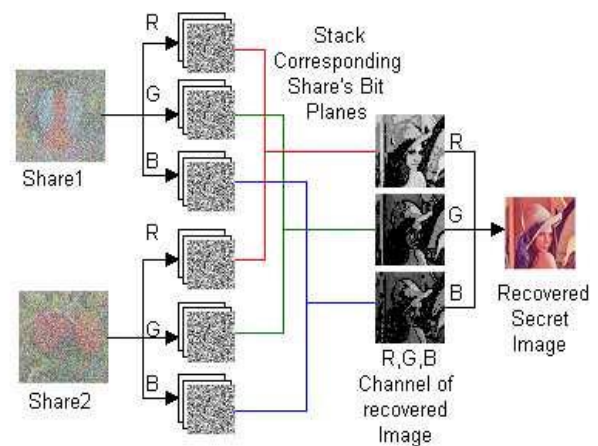 R
G
B
Share1
R
G
B
Share2
Stack
Corresponding
Share's Bit
Planes
R
G
B
R,G,B
Channel of
recovered
Image
Recovered
Secret
Image